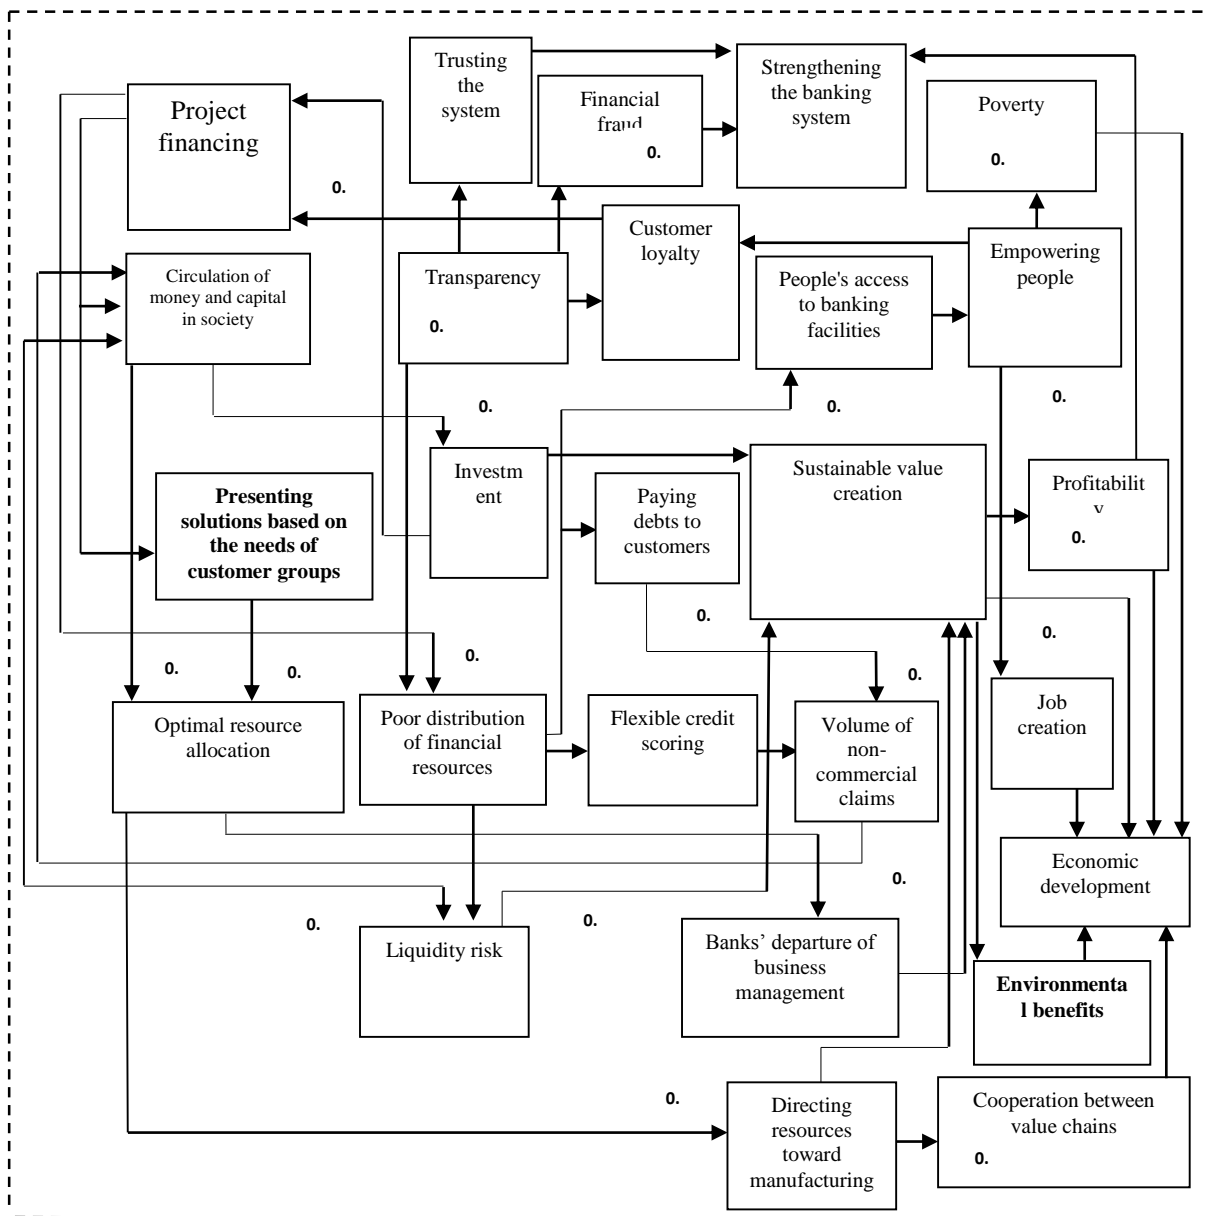 Trusting
the
system
Strengthening
the banking
system
Financial
fraud
0.
Poverty
0.
Project
financing
0.
Customer
loyalty
Empowering
people
Circulation of
money and capital
in society
Transparency
0.
People's access
to banking
facilities
0.
0.
0.
Investm
ent
Sustainable value
creation
Profitabilit
y
0.
Presenting
solutions based on
the needs of
customer groups
Paying
debts to
customers
0.
0.
0.
0.
0.
0.
Optimal resource
allocation
Poor distribution
of financial
resources
Flexible credit
scoring
Volume of
non-
commercial
claims
Job
creation
Economic
development
0.
0.
0.
Liquidity risk
Banks’ departure of
business
management
Environmenta
l benefits
0.
Directing
resources
toward
manufacturing
Cooperation between
value chains
0.